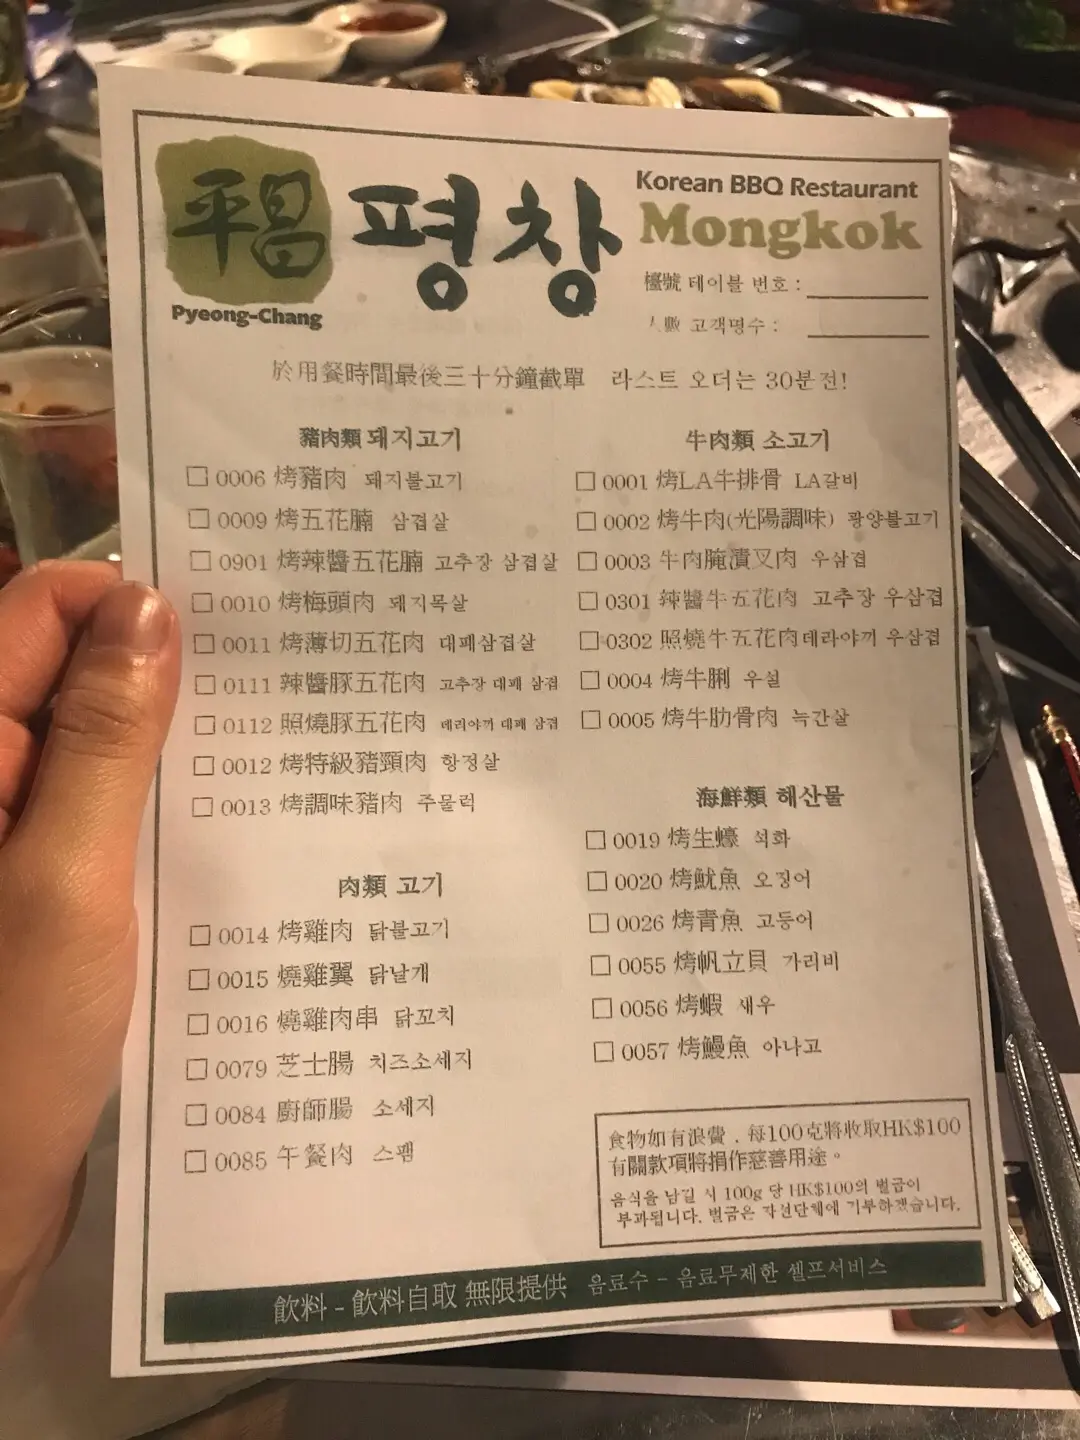 平昌
Pyeong-Chang
평창
Korean BBQ Restaurant
Mongkok
檯號 테이블 번호 :
人數 고객명수 :
於用餐時間最後三十分鐘截單 라스트 오더는 30분전!
豬肉類 돼지고기
0006 烤豬肉 돼지불고기
0009 烤五花腩 삼겹살
0901 烤辣醬五花腩 고추장 삼겹살
0010 烤梅頭肉 돼지목살
0011 烤薄切五花肉 대패삼겹살
0111 辣醬豚五花肉 고추장 대패 삼겹
0112 照燒豚五花肉 테리야끼 대패 삼겹
0012 烤特級豬頸肉 항정살
0013 烤調味豬肉 주물럭
肉類 고기
0014 烤雞肉 닭불고기
0015 燒雞翼 닭날개
0016 燒雞肉串 닭꼬치
0079 芝士腸 치즈소세지
0084 廚師腸 소세지
0085 午餐肉 스팸
牛肉類 소고기
0001 烤LA牛排骨 LA갈비
0002 烤牛肉(光陽調味) 광양불고기
0003 牛肉腌漬叉肉 우삼겹
0301 辣醬牛五花肉 고추장 우삼겹
0302 照燒牛五花肉테라야끼 우삼겹
0004 烤牛脷 우설
0005 烤牛肋骨肉 늑간살
海鮮類 해산물
0019 烤生蠔 석화
0020 烤魷魚 오징어
0026 烤青魚 고등어
0055 烤帆立貝 가리비
0056 烤蝦 새우
0057 烤鰻魚 아나고
食物如有浪費．每100克將收取HK$100
有關款項將捐作慈善用途。
음식을 남길 시 100g 당 HK$100의 벌금이
부과됩니다. 벌금은 자선단체에 기부하겠습니다.
飲料 - 飲料自取 無限提供 음료수 - 음료무제한 셀프서비스